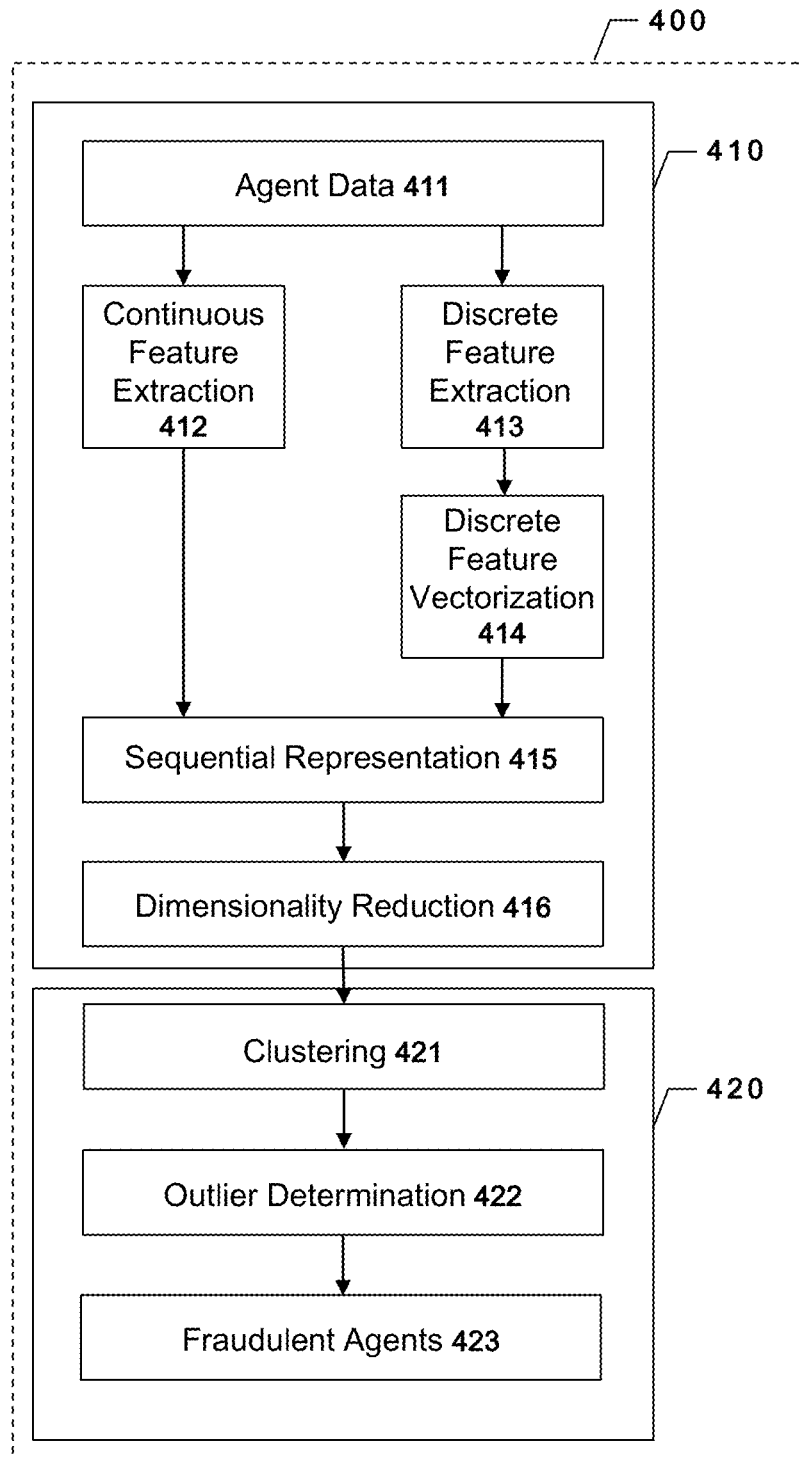 400
410
Agent Data 411
Continuous
Feature
Extraction
412
Discrete
Feature
Extraction
413
Discrete
Feature
Vectorization
414
Sequential Representation 415
Dimensionality Reduction 416
Clustering 421
420
Outlier Determination 422
Fraudulent Agents 423